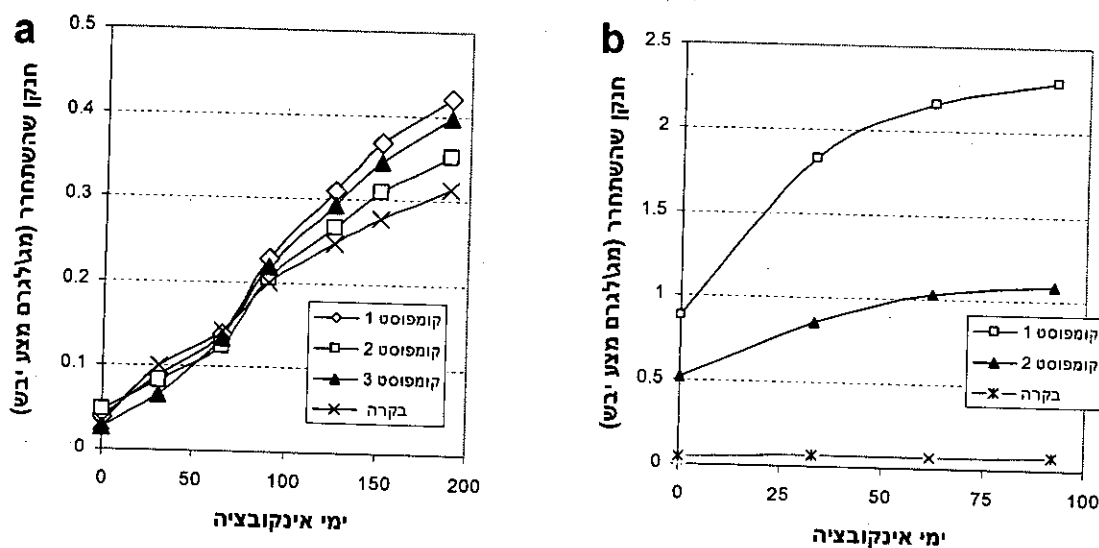 a
חנקן שהשתחרר (מג\לגרם מצע יבש)
0.5
0.4
0.3
0.2
0.1
0
קומפוסט 1
קומפוסט 2
קומפוסט 3
בקרה
0
50
100
150
200
ימי אינקובציה
b
חנקן שהשתחרר (מג\לגרם מצע יבש)
2.5
2
1.5
1
0.5
0
קומפוסט 1
קומפוסט 2
בקרה
0
25
50
75
100
ימי אינקובציה